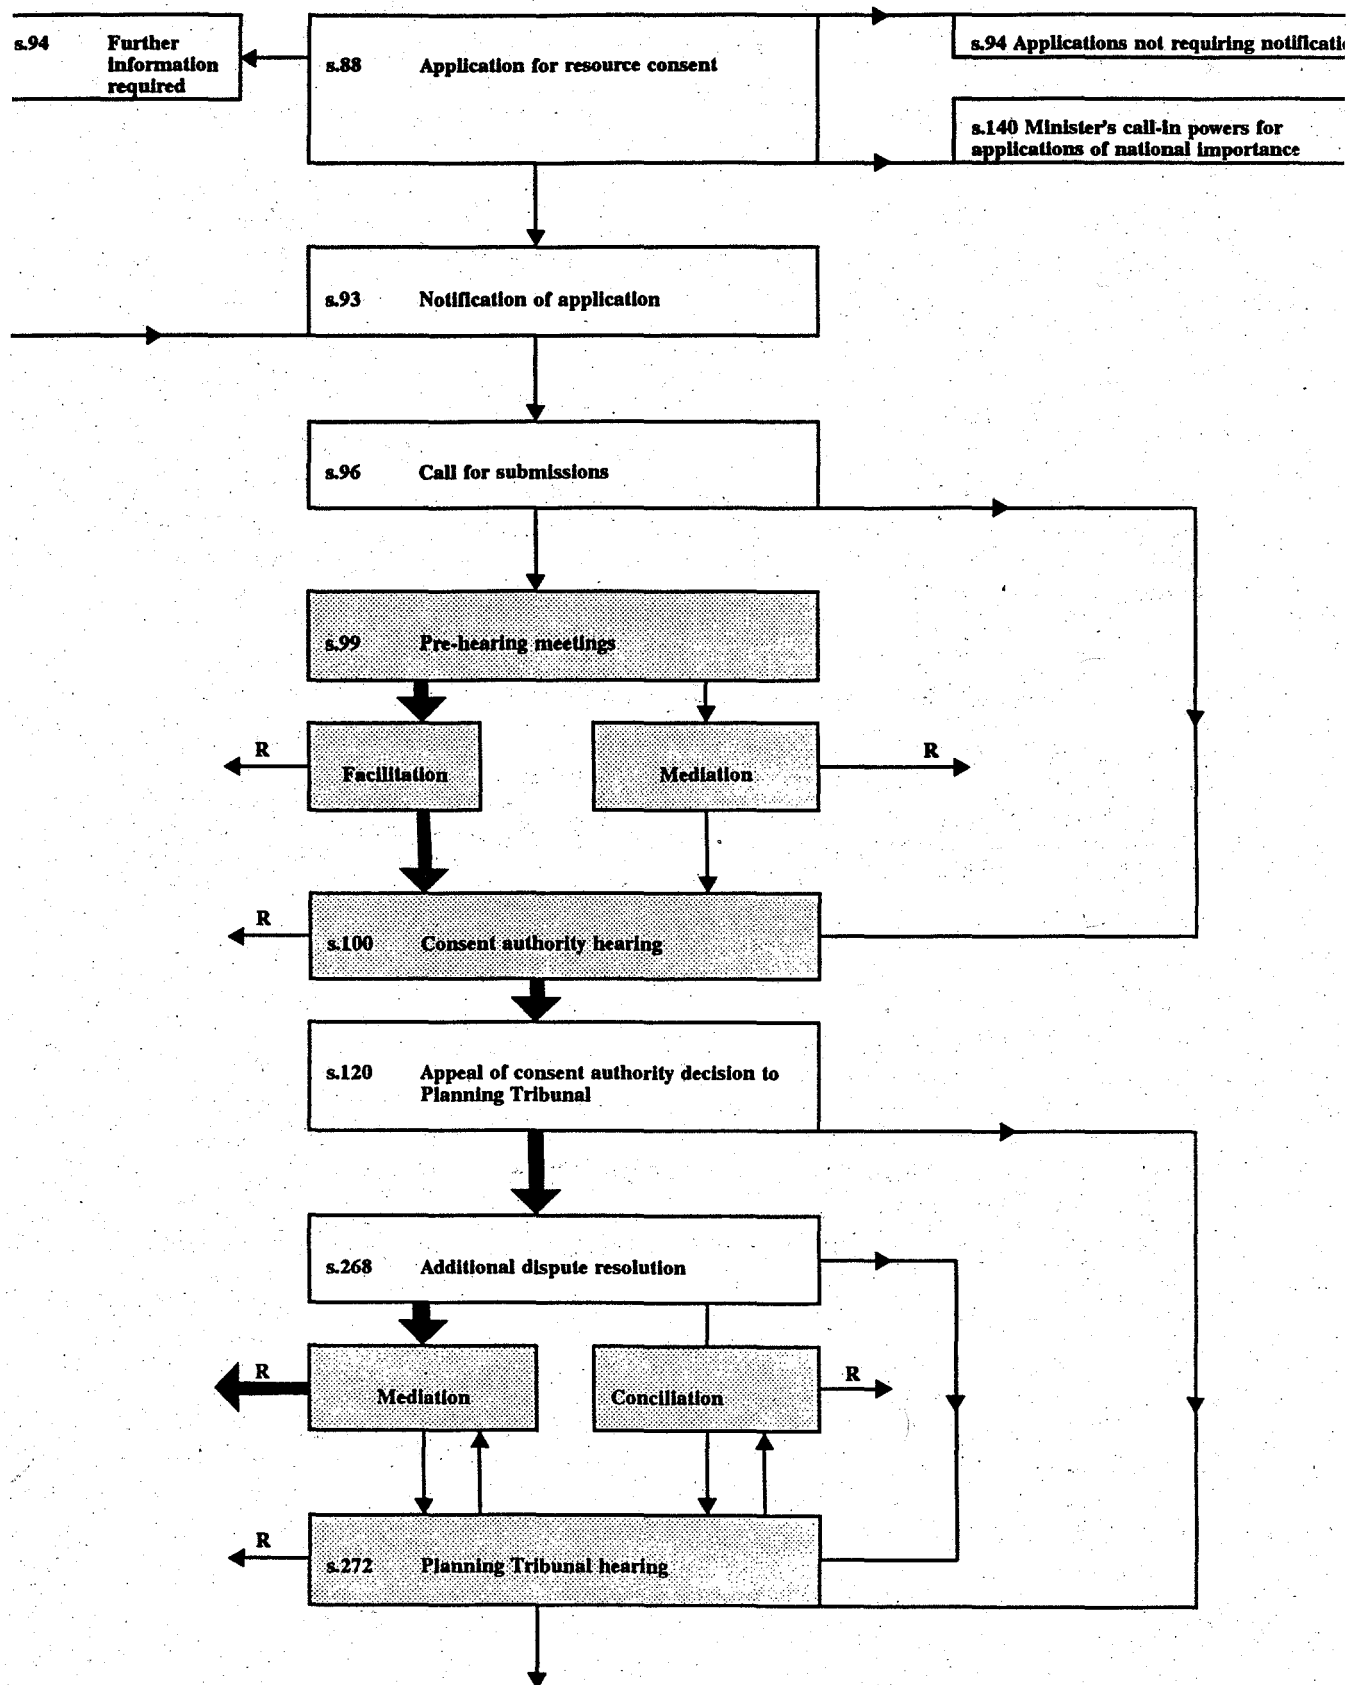 s.94 Further
information
required
s.88 Application for resource consent
s.94 Applications not requiring
s.140 Minister's call-in powers for
applications of national importance
s.93 Notification of application
s.96 Call for submissions
s.99 Pre-hearing meetings
R
Facilitation
Mediation
R
R
s.100 Consent authority hearing
s.120 Appeal of consent authority decision to
Planning Tribunal
s.268 Additional dispute resolution
R
Mediation
Conciliation
R
R
s.272 Planning Tribunal hearing